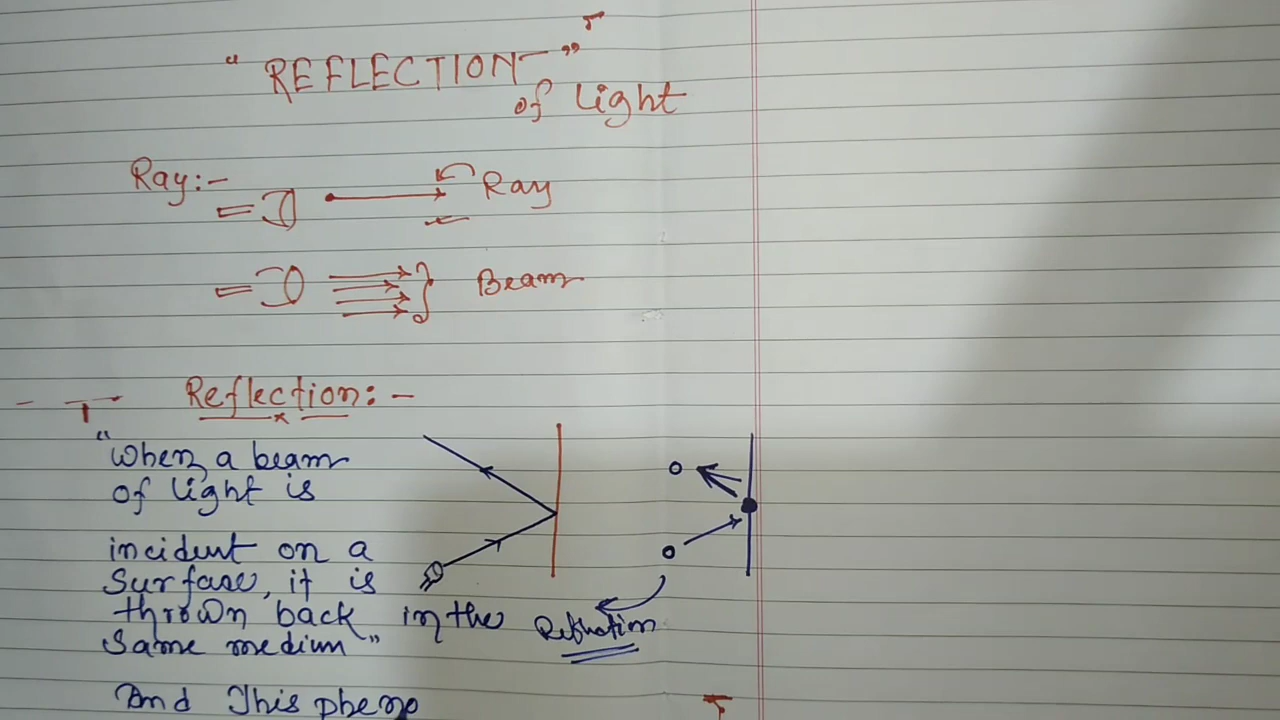 "REFLECTION"
of light
Ray:-
Ray
Beam
Reflection:-
"When a beam
of light is
incident on a
Surface, it is
thrown back in the
Same medium"
And This pheno